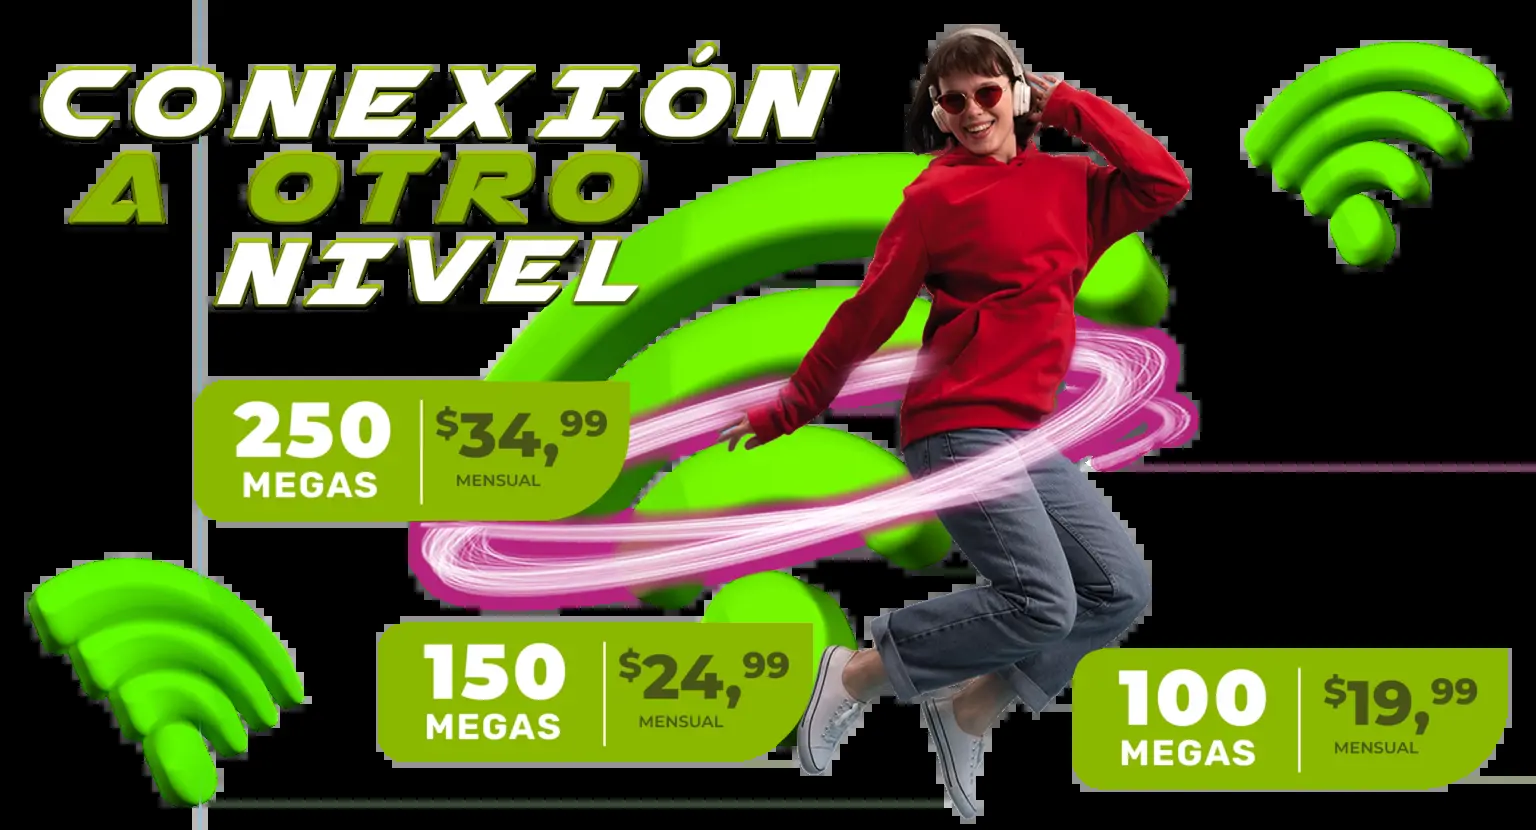 CONEXIÓN
A OTRO
NIVEL
250
MEGAS
$34,99
MENSUAL
150
MEGAS
$24,99
MENSUAL
100
MEGAS
$19,99
MENSUAL